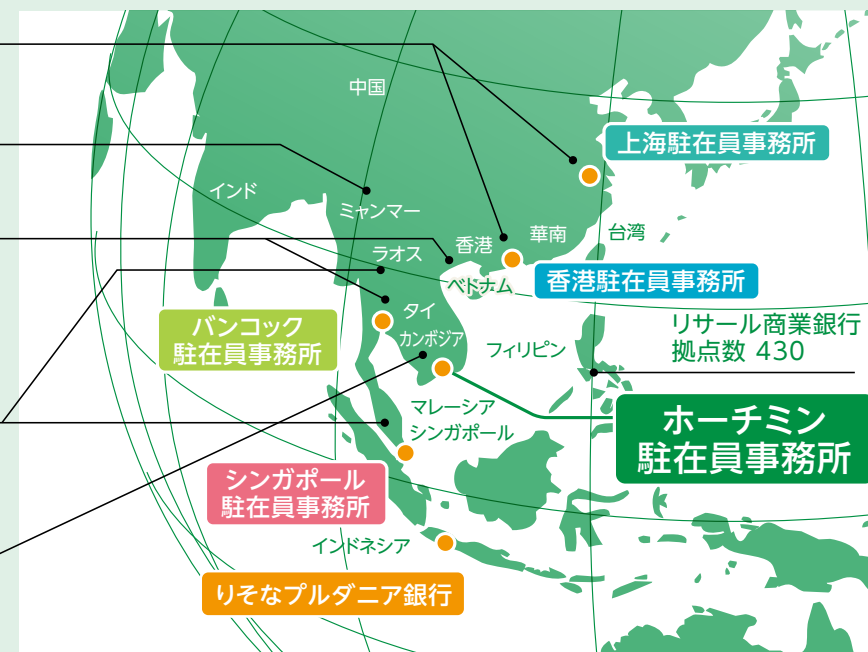 中国
上海駐在員事務所
インド
ミャンマー
台湾
華南
香港
ラオス
ベトナム
香港駐在員事務所
タイ
バンコック
駐在員事務所
カンボジア
フィリピン
リサール商業銀行
拠点数 430
マレーシア
シンガポール
ホーチミン
駐在員事務所
シンガポール
駐在員事務所
インドネシア
りそなプルダニア銀行